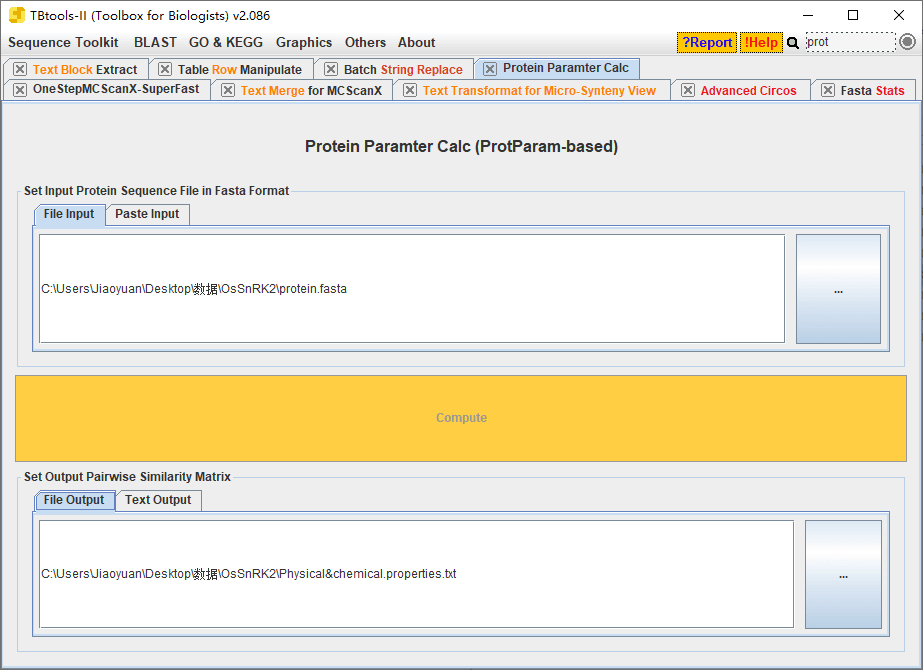 TBtools-II (Toolbox for Biologists) v2.086
Sequence Toolkit BLAST GO & KEGG Graphics Others About ?Report !Help prot
Text Block Extract Table Row Manipulate Batch String Replace Protein Paramter Calc
OneStepMCScanX-SuperFast Text Merge for MCScanX Text Transformat for Micro-Synteny View Advanced Circos Fasta Stats
Protein Paramter Calc (ProtParam-based)
Set Input Protein Sequence File in Fasta Format
File Input Paste Input
C:\Users\Jiaoyuan\Desktop\数据\OsSnRK2\protein.fasta
...
Compute
Set Output Pairwise Similarity Matrix
File Output Text Output
C:\Users\Jiaoyuan\Desktop\数据\OsSnRK2\Physical&chemical.properties.txt
...